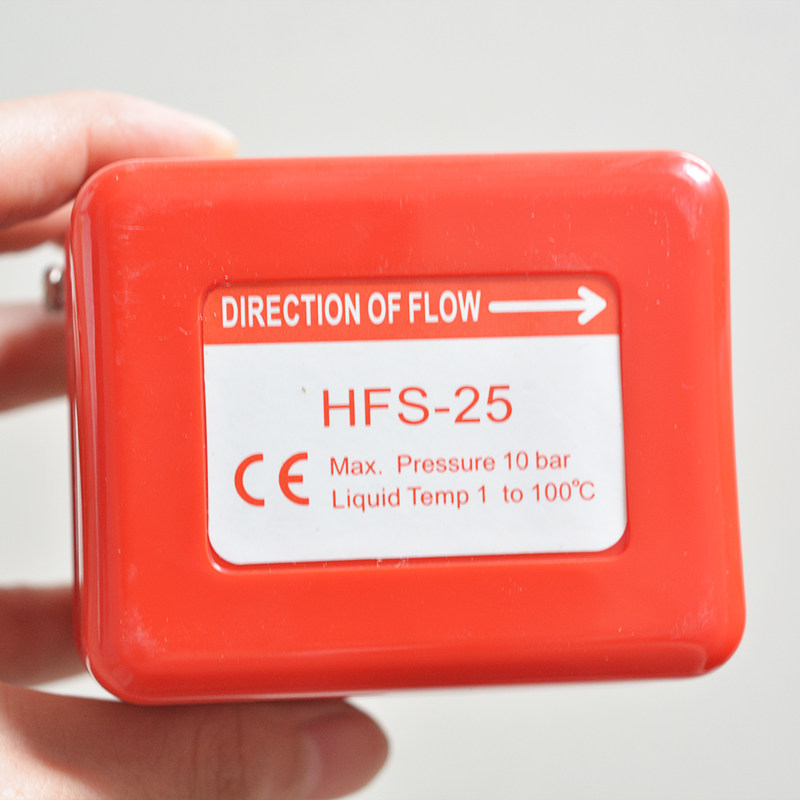 DIRECTION OF FLOW
HFS-25
CE Max. Pressure 10 bar
Liquid Temp 1 to 100℃